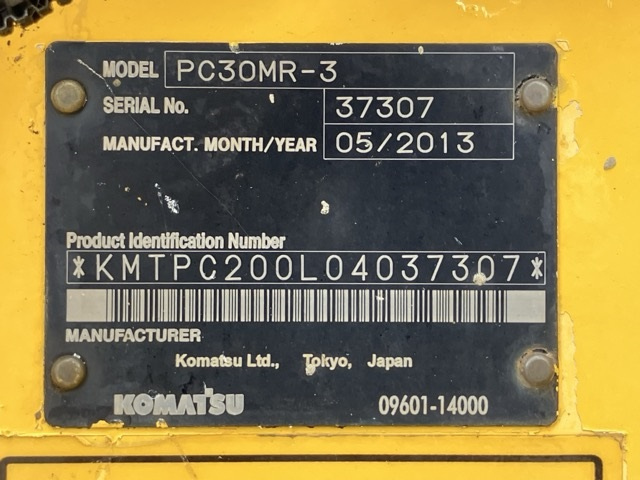 MODEL PC30MR-3
SERIAL No. 37307
MANUFACT. MONTH/YEAR 05/2013
Product Identification Number
*KMTPC200L04037307*
MANUFACTURER
Komatsu Ltd., Tokyo, Japan
KOMATSU 09601-14000